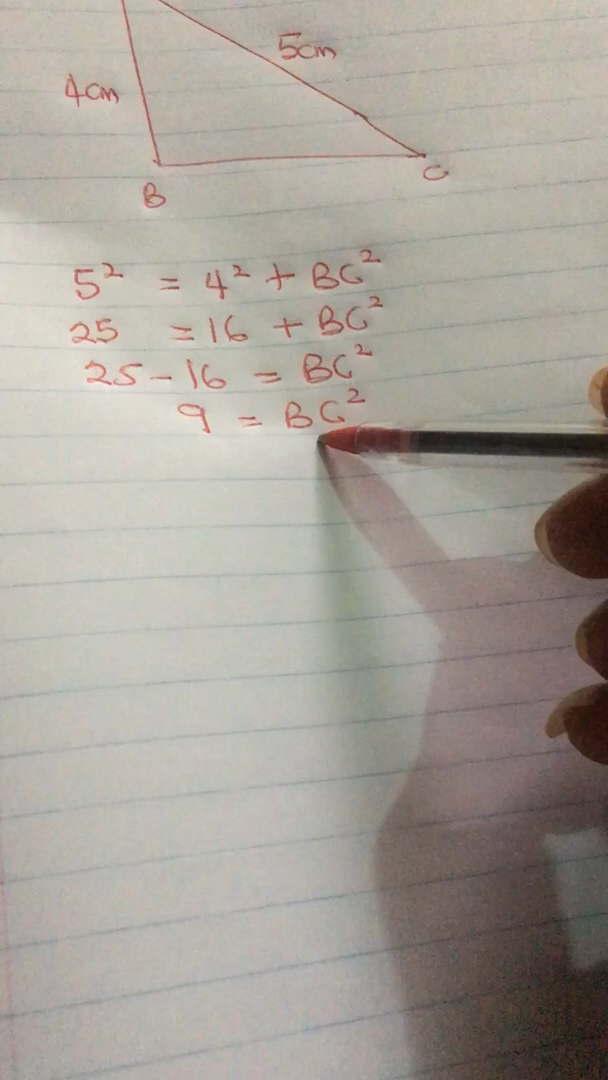 5cm
4cm
B
C
5² = 4² + BC²
25 = 16 + BC²
25 - 16 = BC²
9 = BC²